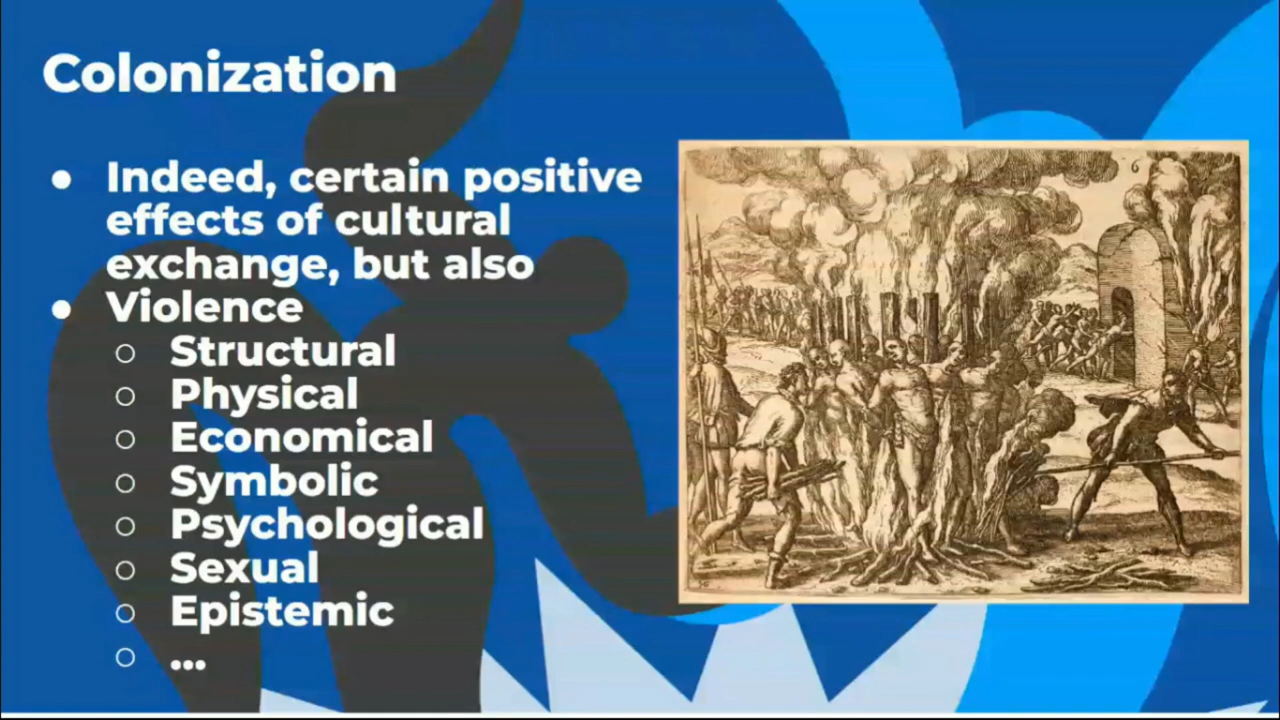 Colonization
● Indeed, certain positive
effects of cultural
exchange, but also
● Violence
○ Structural
○ Physical
○ Economical
○ Symbolic
○ Psychological
○ Sexual
○ Epistemic
○ ...